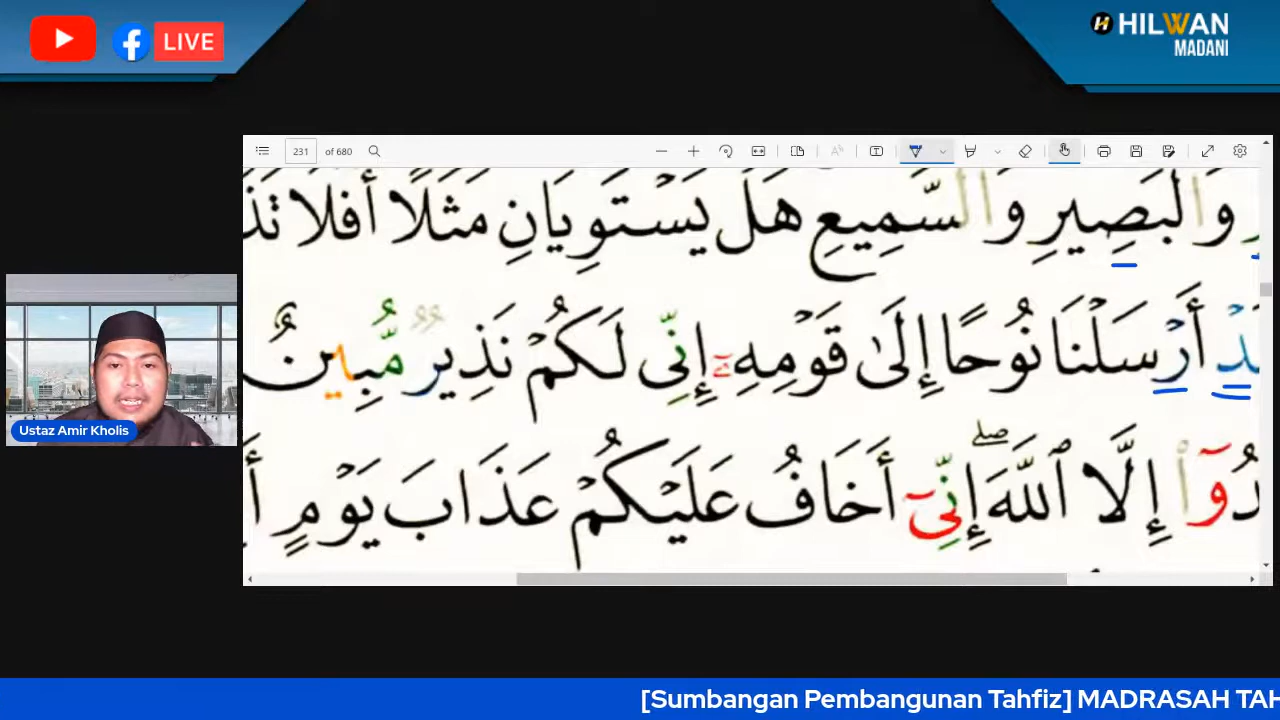 LIVE
HILWAN
MADANI
231 of 680
وَالْبَصِيرِ وَالسَّمِيعِ هَلْ يَسْتَوِيَانِ مَثَلًا أَفَلَا
أَرْسَلْنَا نُوحًا إِلَىٰ قَوْمِهِۦٓ إِنِّى لَكُمْ نَذِيرٌ مُّبِينٌ
إِلَّا ٱللَّهَ ۖ إِنِّىٓ أَخَافُ عَلَيْكُمْ عَذَابَ يَوْمٍ
Ustaz Amir Kholis
[Sumbangan Pembangunan Tahfiz] MADRASAH